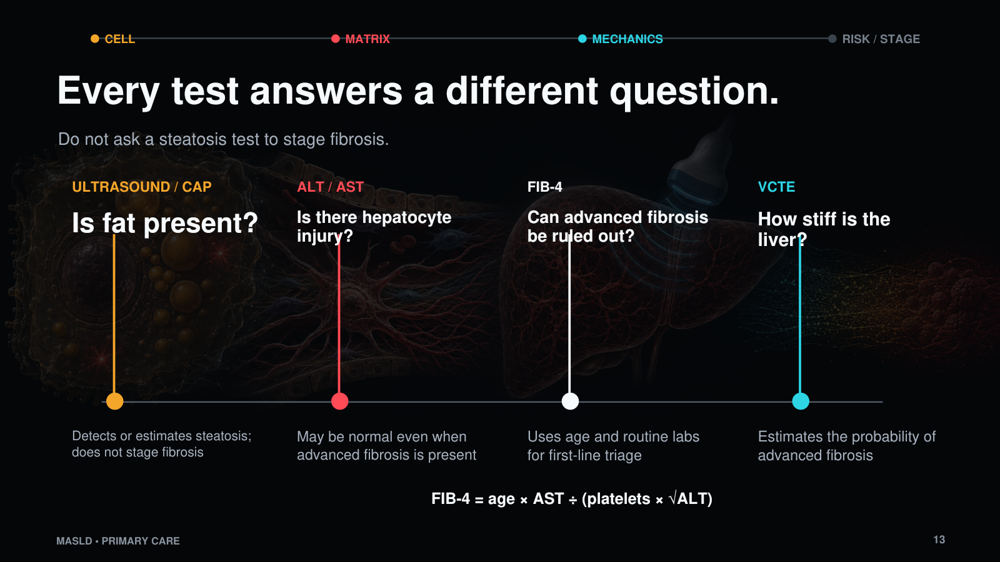 CELL
MATRIX
MECHANICS
RISK / STAGE
Every test answers a different question.
Do not ask a steatosis test to stage fibrosis.
ULTRASOUND / CAP
Is fat present?
Detects or estimates steatosis;
does not stage fibrosis
ALT / AST
Is there hepatocyte
injury?
May be normal even when
advanced fibrosis is present
FIB-4
Can advanced fibrosis
be ruled out?
Uses age and routine labs
for first-line triage
VCTE
How stiff is the
liver?
Estimates the probability of
advanced fibrosis
FIB-4 = age × AST ÷ (platelets × √ALT)
MASLD • PRIMARY CARE
13